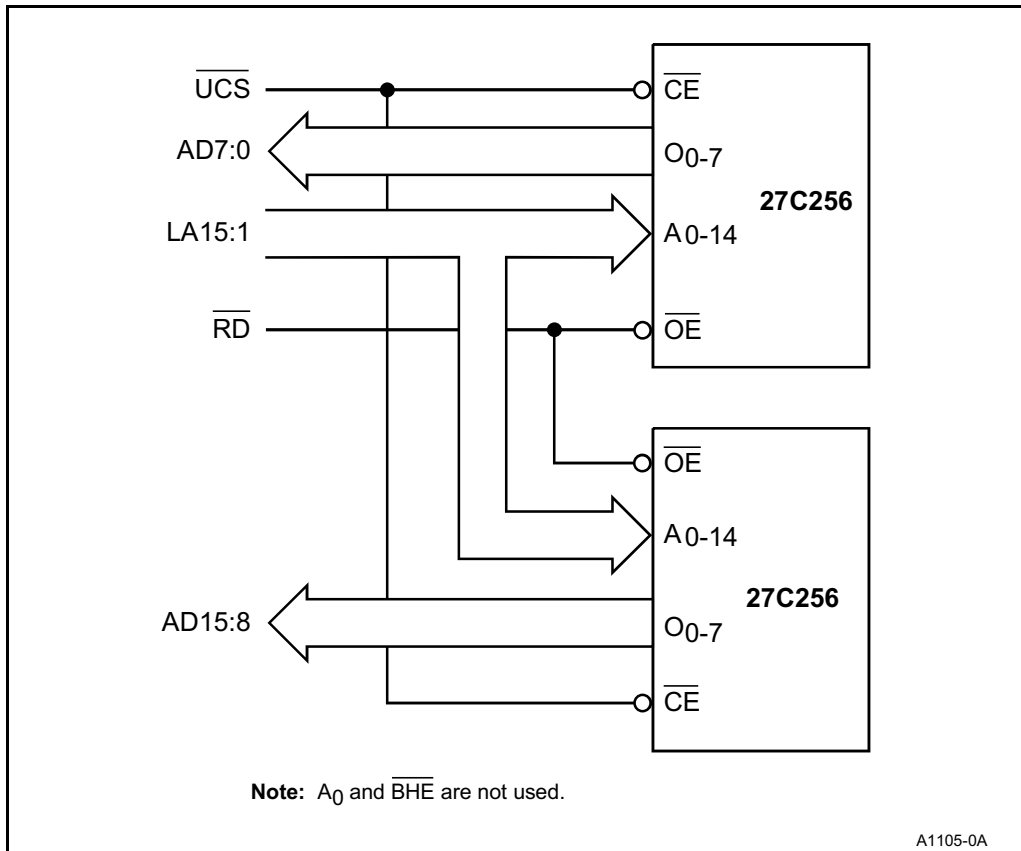 UCS
CE
AD7:0
O0-7
27C256
LA15:1
A0-14
RD
OE
OE
A0-14
27C256
AD15:8
O0-7
CE
Note: A0 and BHE are not used.
A1105-0A